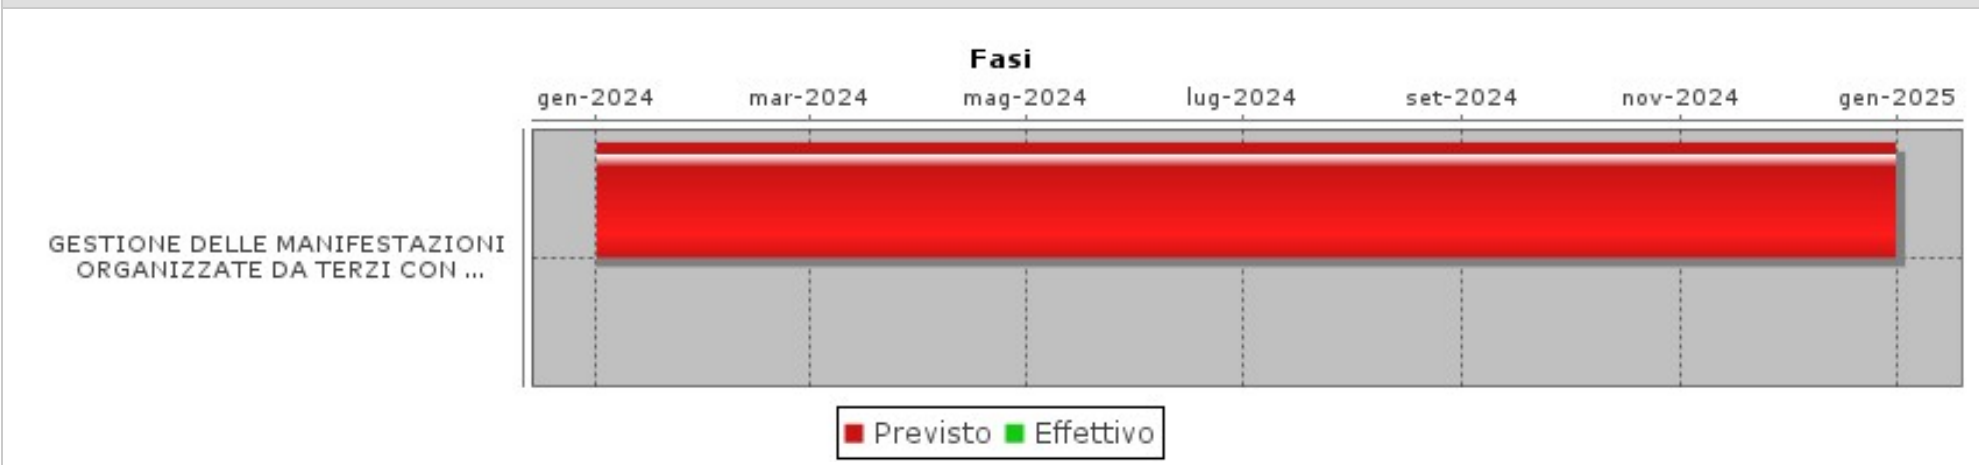 Fasi
gen-2024 mar-2024 mag-2024 lug-2024 set-2024 nov-2024 gen-2025
GESTIONE DELLE MANIFESTAZIONI
ORGANIZZATE DA TERZI CON ...
Previsto Effettivo